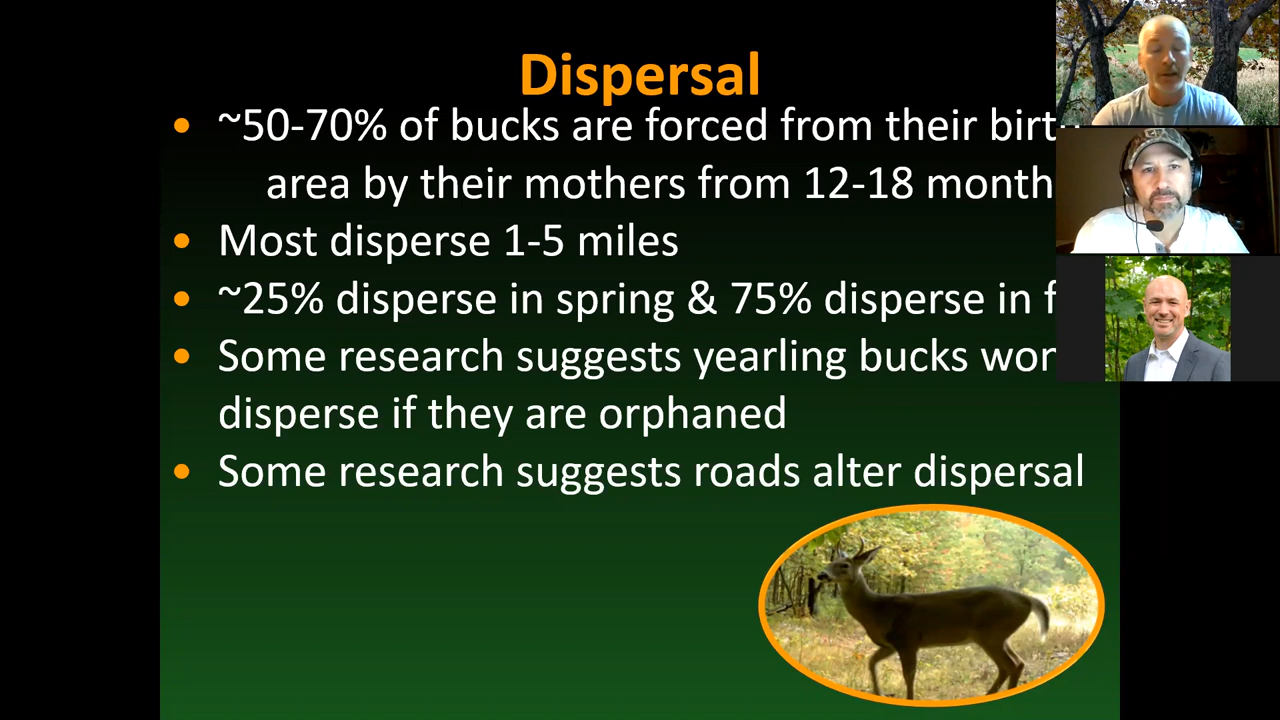 Dispersal
• ~50-70% of bucks are forced from their birt
area by their mothers from 12-18 month
• Most disperse 1-5 miles
• ~25% disperse in spring & 75% disperse in f
• Some research suggests yearling bucks won
disperse if they are orphaned
• Some research suggests roads alter dispersal